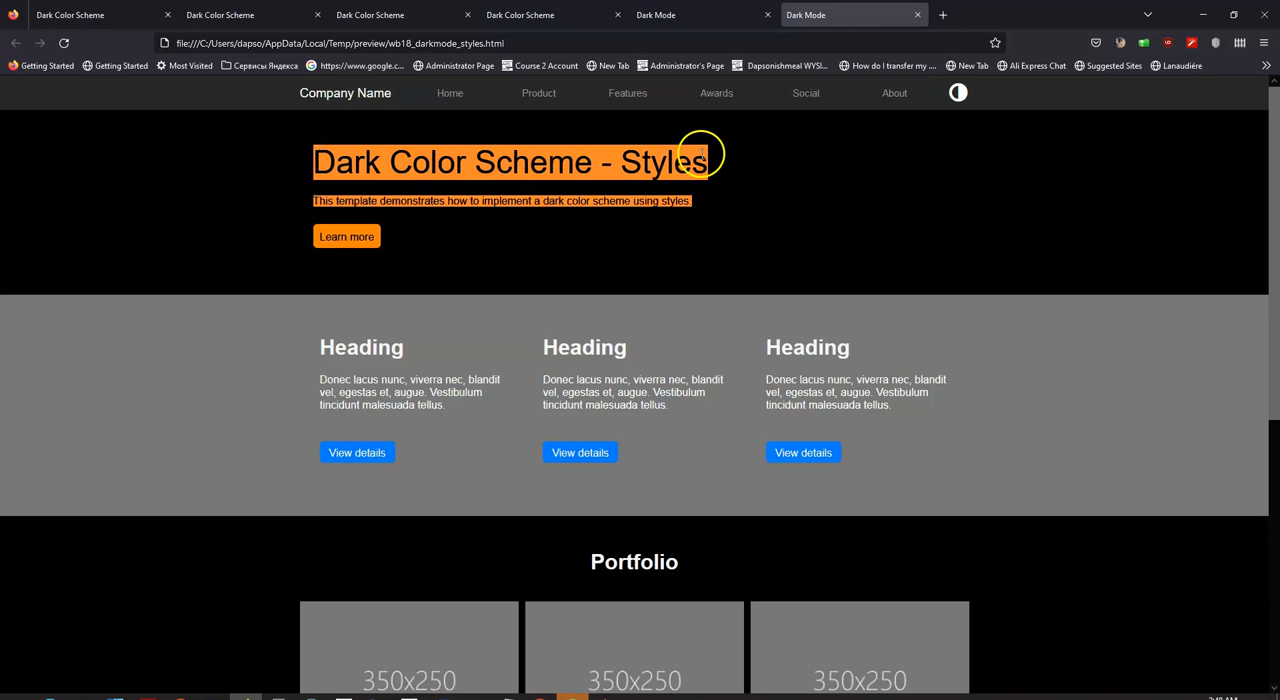 Dark Color Scheme Dark Color Scheme Dark Color Scheme Dark Color Scheme Dark Mode Dark Mode
file:///C:/Users/dapso/AppData/Local/Temp/preview/wb18_darkmode_styles.html
Getting Started Getting Started Most Visited Сервисы Яндекса https://www.google.c... Administrator Page Course 2 Account New Tab Administrator's Page Dapsonishmeal WYSI... How do I transfer my .... New Tab Ali Express Chat Suggested Sites Lanaudiére
Company Name Home Product Features Awards Social About
Dark Color Scheme - Styles
This template demonstrates how to implement a dark color scheme using styles.
Learn more
Heading Heading Heading
Donec lacus nunc, viverra nec, blandit Donec lacus nunc, viverra nec, blandit Donec lacus nunc, viverra nec, blandit
vel, egestas et, augue. Vestibulum vel, egestas et, augue. Vestibulum vel, egestas et, augue. Vestibulum
tincidunt malesuada tellus. tincidunt malesuada tellus. tincidunt malesuada tellus.
View details View details View details
Portfolio
350x250 350x250 350x250